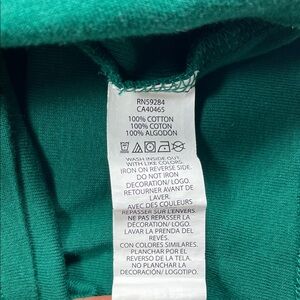 RN59284
CA40465
100% COTTON
100% COTON
100% ALGODÓN
WASH INSIDE OUT
WITH LIKE COLORS.
IRON ON REVERSE SIDE.
DO NOT IRON
DECORATION/LOGO.
RETOURNER AVANT DE
LAVER.
AVEC DES COULEURS
REPASSER SUR L'ENVERS.
NE PAS REPASSER LA
DECORATION/LOGO.
LAVAR LA PRENDA DEL
REVÉS.
CON COLORES SIMILARES.
PLANCHAR POR EL
REVERSO DE LA TELA.
NO PLANCHAR LA
DECORACIÓN/LOGOTIPO.